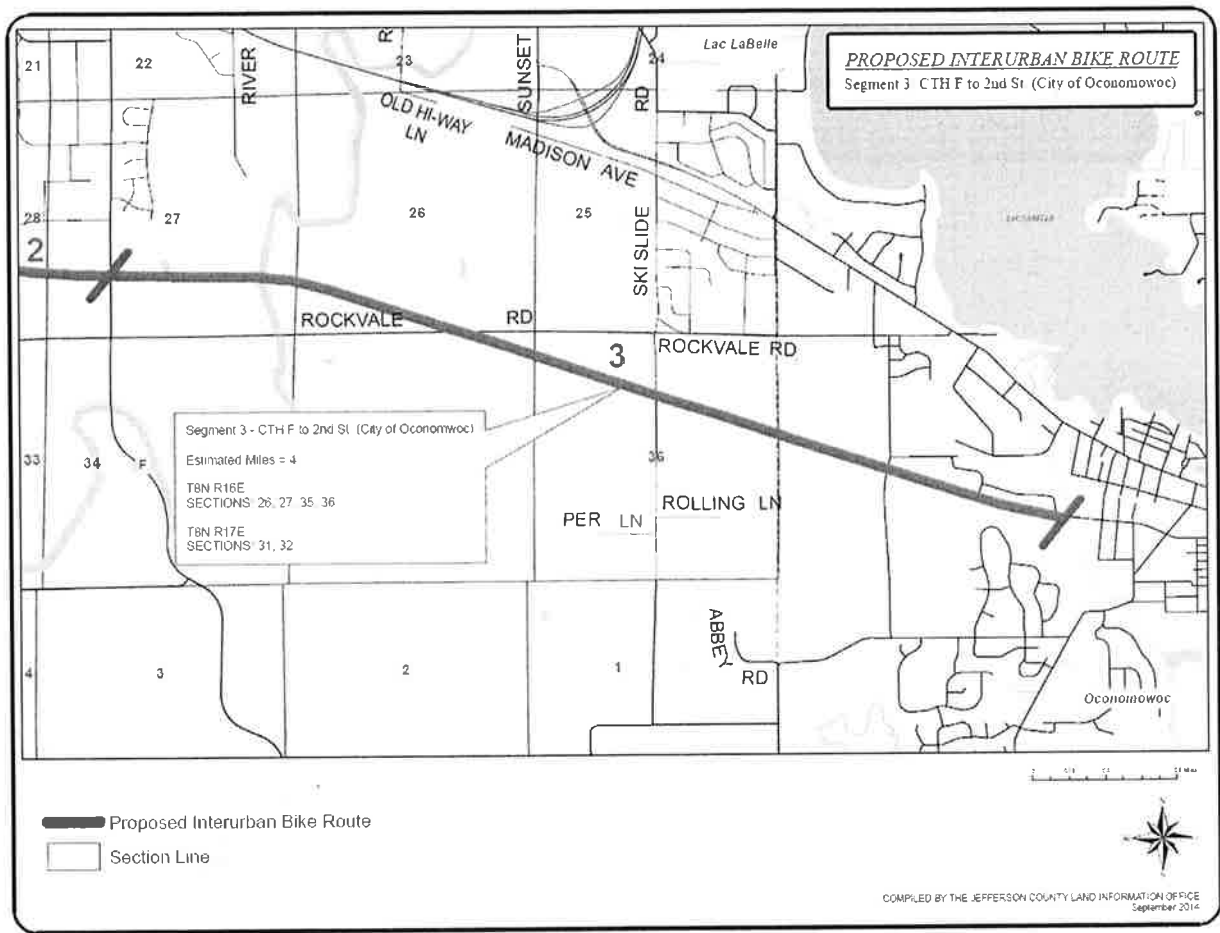 PROPOSED INTERURBAN BIKE ROUTE
Segment 3 CTH F to 2nd St (City of Oconomowoc)
Lac LaBelle
21
22
RIVER
R
23
SUNSET
24
RD
OLD HI-WAY
LN
MADISON AVE
28
27
26
25
SKI SLIDE
2
ROCKVALE RD
3
ROCKVALE RD
Segment 3 - CTH F to 2nd St (City of Oconomwoc)
Estimated Miles = 4
T8N R16E
SECTIONS 26, 27 35, 36
T8N R17E
SECTIONS 31, 32
33
34
F
36
ROLLING LN
PER LN
ABBEY
RD
4
3
2
1
Oconomowoc
Proposed Interurban Bike Route
Section Line
COMPILED BY THE JEFFERSON COUNTY LAND INFORMATION OFFICE
September 2014